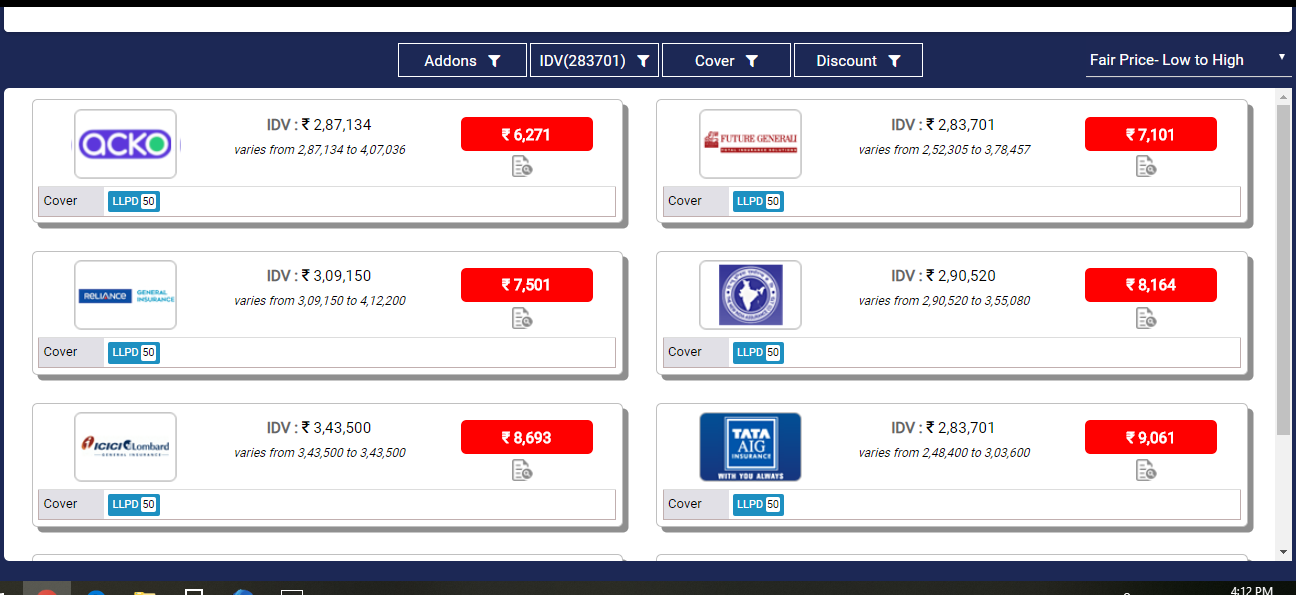 Addons IDV(283701) Cover Discount Fair Price- Low to High
acko
IDV : ₹ 2,87,134
varies from 2,87,134 to 4,07,036
₹ 6,271
Cover LLPD 50
FUTURE GENERALI
TOTAL INSURANCE SOLUTIONS
IDV : ₹ 2,83,701
varies from 2,52,305 to 3,78,457
₹ 7,101
Cover LLPD 50
RELIANCE GENERAL
INSURANCE
IDV : ₹ 3,09,150
varies from 3,09,150 to 4,12,200
₹ 7,501
Cover LLPD 50
IDV : ₹ 2,90,520
varies from 2,90,520 to 3,55,080
₹ 8,164
Cover LLPD 50
ICICI Lombard
GENERAL INSURANCE
IDV : ₹ 3,43,500
varies from 3,43,500 to 3,43,500
₹ 8,693
Cover LLPD 50
TATA
AIG
INSURANCE
WITH YOU ALWAYS
IDV : ₹ 2,83,701
varies from 2,48,400 to 3,03,600
₹ 9,061
Cover LLPD 50
4:12 PM